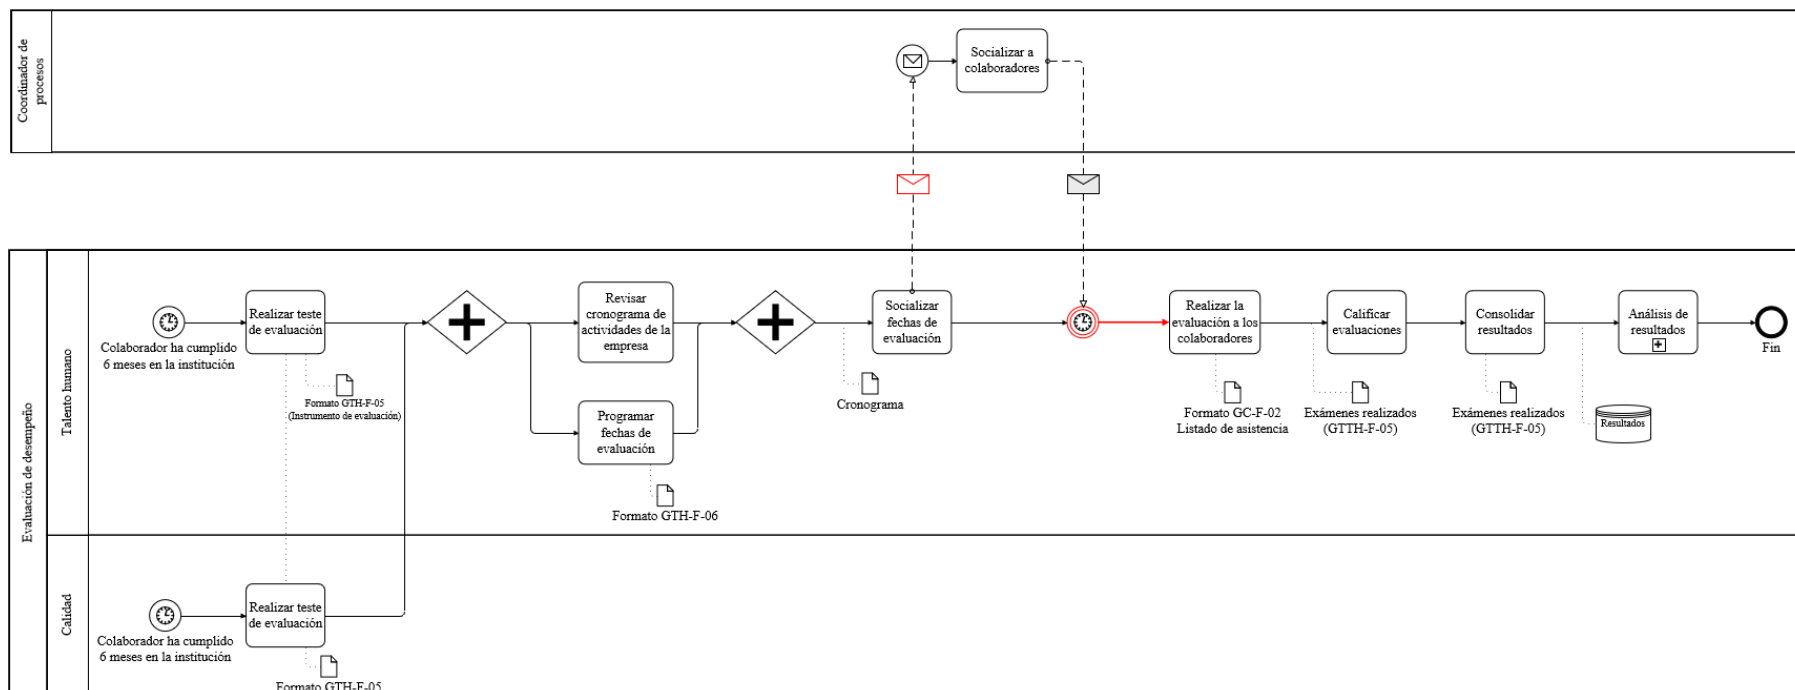 Coordinador de
procesos
Socializar a
colaboradores
Evaluación de desempeño
Talento humano
Colaborador ha cumplido
6 meses en la institución
Realizar teste
de evaluación
Formato GTH-F-05
(Instrumento de evaluación)
Revisar
cronograma de
actividades de la
empresa
Programar
fechas de
evaluación
Formato GTH-F-06
Cronograma
Socializar
fechas de
evaluación
Realizar la
evaluación a los
colaboradores
Formato GC-F-02
Listado de asistencia
Calificar
evaluaciones
Exámenes realizados
(GTTH-F-05)
Consolidar
resultados
Exámenes realizados
(GTTH-F-05)
Resultados
Análisis de
resultados
Fin
Calidad
Colaborador ha cumplido
6 meses en la institución
Realizar teste
de evaluación
Formato GTH-F-05